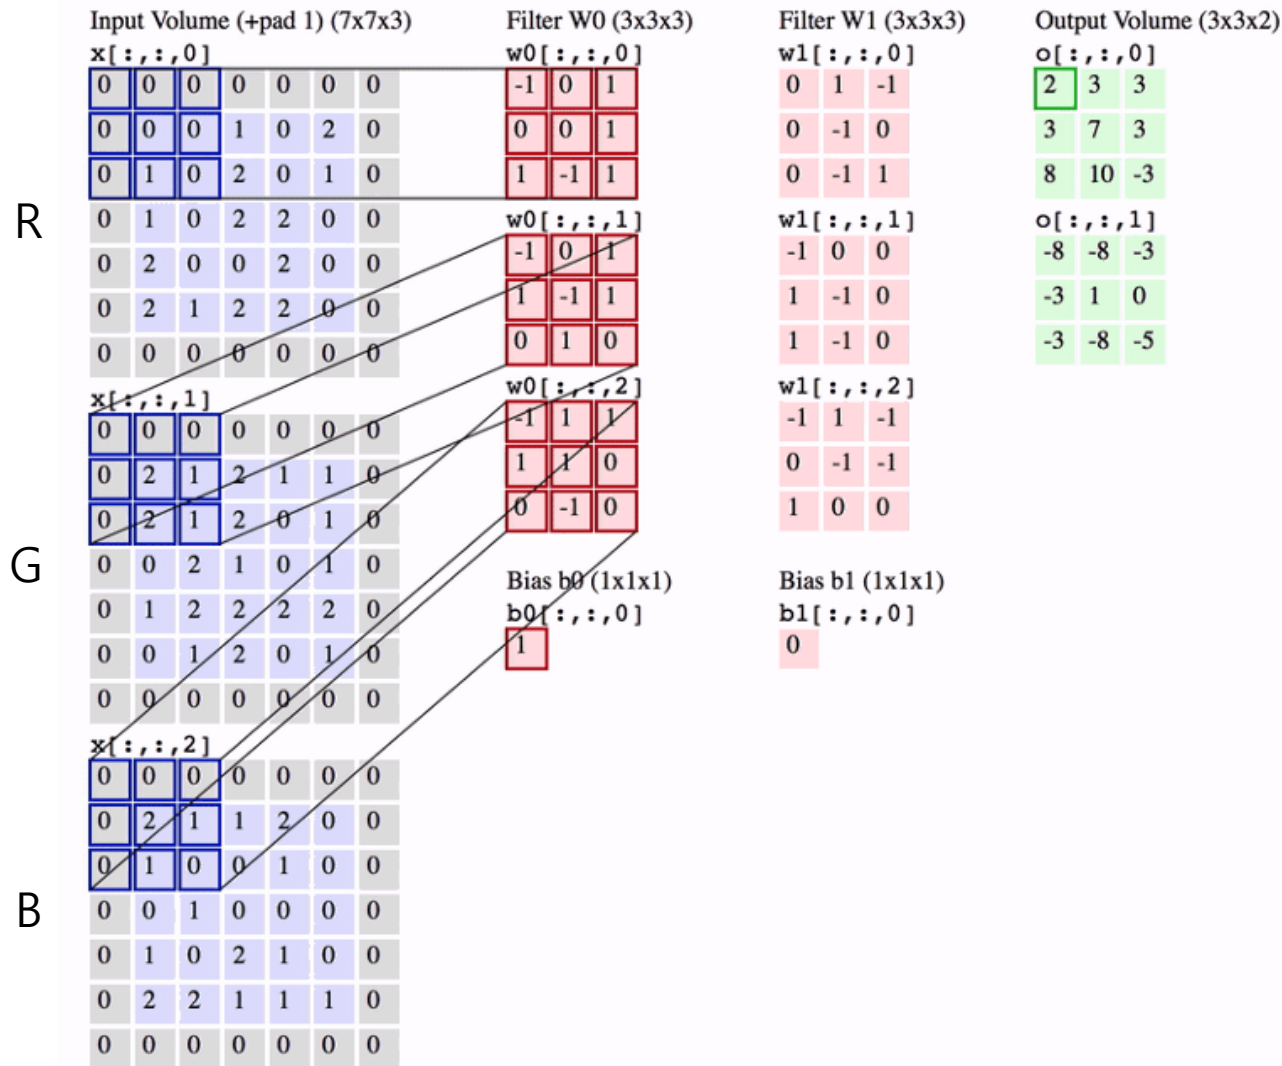 Input Volume (+pad 1) (7x7x3)
x[:,:,0]
0 0 0 0 0 0 0
0 0 0 1 0 2 0
0 1 0 2 0 1 0
0 1 0 2 2 0 0
0 2 0 0 2 0 0
0 2 1 2 2 0 0
0 0 0 0 0 0 0
R
x[:,:,1]
0 0 0 0 0 0 0
0 2 1 2 1 1 0
0 2 1 2 0 1 0
0 0 2 1 0 1 0
0 1 2 2 2 2 0
0 0 1 2 0 1 0
0 0 0 0 0 0 0
G
x[:,:,2]
0 0 0 0 0 0 0
0 2 1 1 2 0 0
0 1 0 0 1 0 0
0 0 1 0 0 0 0
0 1 0 2 1 0 0
0 2 2 1 1 1 0
0 0 0 0 0 0 0
B
Filter W0 (3x3x3)
w0[:,:,0]
-1 0 1
0 0 1
1 -1 1
w0[:,:,1]
-1 0 1
1 -1 1
0 1 0
w0[:,:,2]
-1 1 1
1 1 0
0 -1 0
Bias b0 (1x1x1)
b0[:,:,0]
1
Filter W1 (3x3x3)
w1[:,:,0]
0 1 -1
0 -1 0
0 -1 1
w1[:,:,1]
-1 0 0
1 -1 0
1 -1 0
w1[:,:,2]
-1 1 -1
0 -1 -1
1 0 0
Bias b1 (1x1x1)
b1[:,:,0]
0
Output Volume (3x3x2)
o[:,:,0]
2 3 3
3 7 3
8 10 -3
o[:,:,1]
-8 -8 -3
-3 1 0
-3 -8 -5